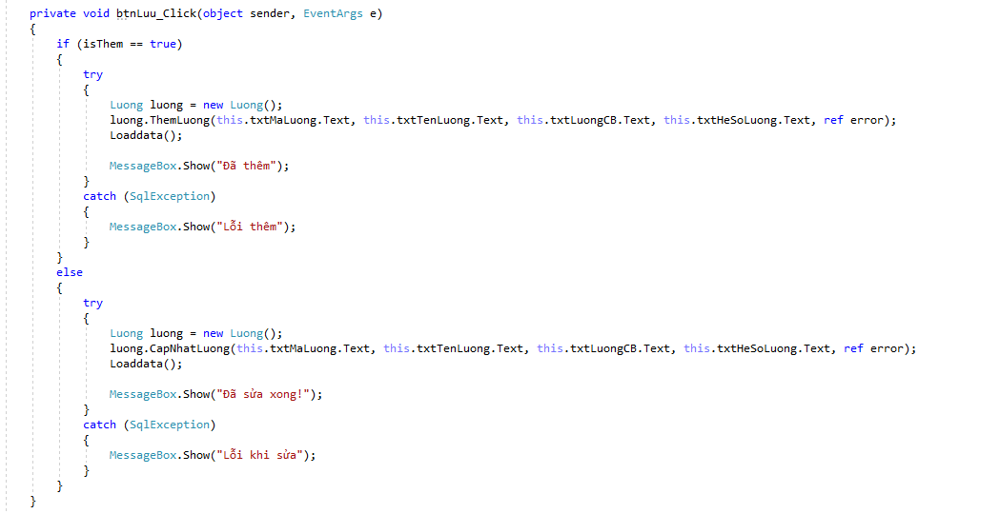 private void btnLuu_Click(object sender, EventArgs e)
{
    if (isThem == true)
    {
        try
        {
            Luong luong = new Luong();
            luong.ThemLuong(this.txtMaLuong.Text, this.txtTenLuong.Text, this.txtLuongCB.Text, this.txtHeSoLuong.Text, ref error);
            Loaddata();

            MessageBox.Show("Đã thêm");
        }
        catch (SqlException)
        {
            MessageBox.Show("Lỗi thêm");
        }
    }
    else
    {
        try
        {
            Luong luong = new Luong();
            luong.CapNhatLuong(this.txtMaLuong.Text, this.txtTenLuong.Text, this.txtLuongCB.Text, this.txtHeSoLuong.Text, ref error);
            Loaddata();

            MessageBox.Show("Đã sửa xong!");
        }
        catch (SqlException)
        {
            MessageBox.Show("Lỗi khi sửa");
        }
    }
}